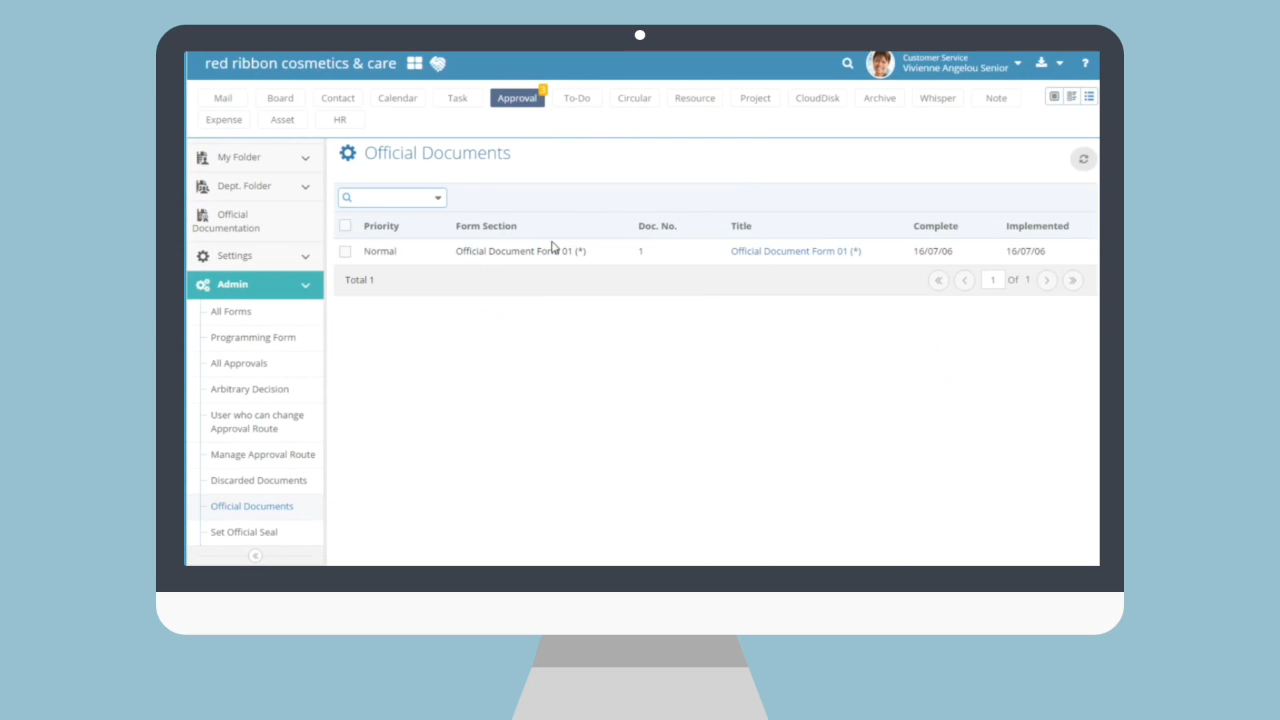 red ribbon cosmetics & care
Customer Service
Vivienne Angelou Senior
?
Mail Board Contact Calendar Task Approval To-Do Circular Resource Project CloudDisk Archive Whisper Note
Expense Asset HR
My Folder
Dept. Folder
Official
Documentation
Settings
Admin
All Forms
Programming Form
All Approvals
Arbitrary Decision
User who can change
Approval Route
Manage Approval Route
Discarded Documents
Official Documents
Set Official Seal
Official Documents
Priority Form Section Doc. No. Title Complete Implemented
Normal Official Document Form 01 (*) 1 Official Document Form 01 (*) 16/07/06 16/07/06
Total 1 1 Of 1